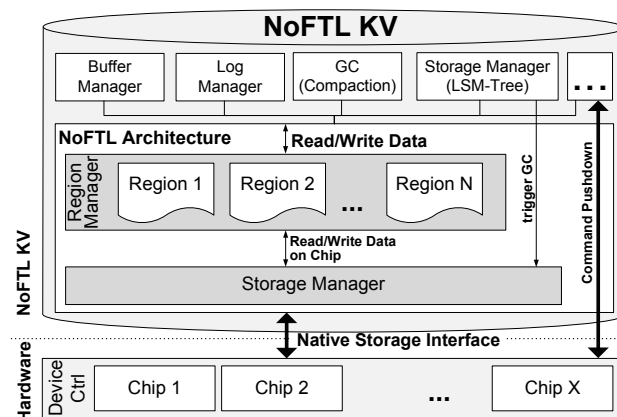 NoFTL KV
Buffer
Manager
Log
Manager
GC
(Compaction)
Storage Manager
(LSM-Tree)
...
NoFTL Architecture
Read/Write Data
Region
Manager
Region 1
Region 2
...
Region N
trigger GC
Command Pushdown
Read/Write Data
on Chip
Storage Manager
NoFTL KV
Native Storage Interface
Hardware
Device
Ctrl
Chip 1
Chip 2
...
Chip X